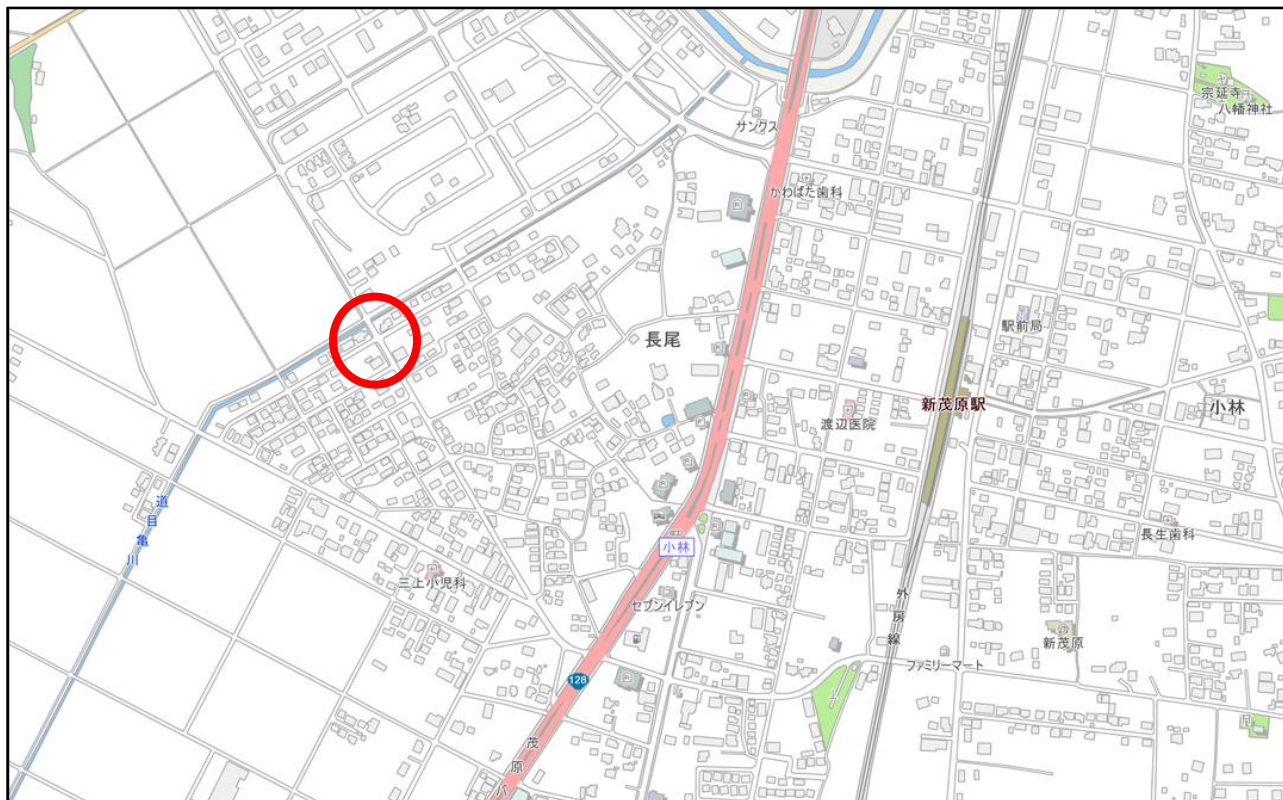 宗延寺
八幡神社
サンクス
かわばた歯科
駅前局
長尾
新茂原駅
小林
渡辺医院
道目亀川
長生歯科
小林
三上小児科
外房線
セブンイレブン
新茂原
ファミリーマート
128
茂原バ